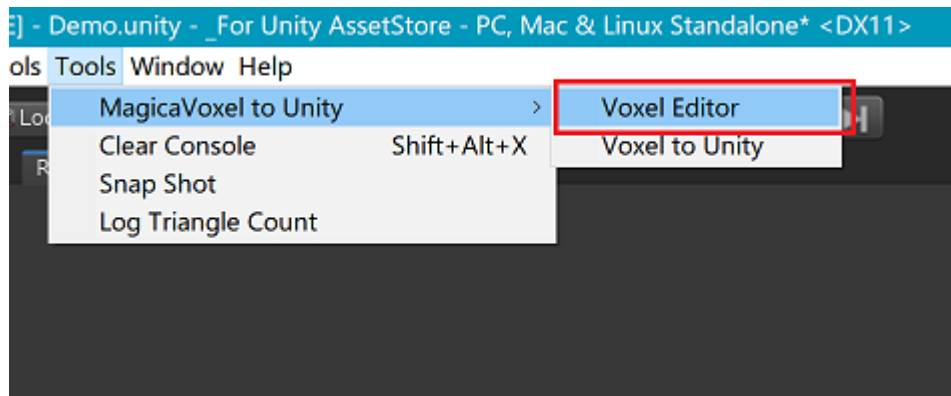 E] - Demo.unity - _For Unity AssetStore - PC, Mac & Linux Standalone* <DX11>
ols Tools Window Help
MagicaVoxel to Unity > Voxel Editor
Loc
Clear Console Shift+Alt+X Voxel to Unity
R
Snap Shot
Log Triangle Count